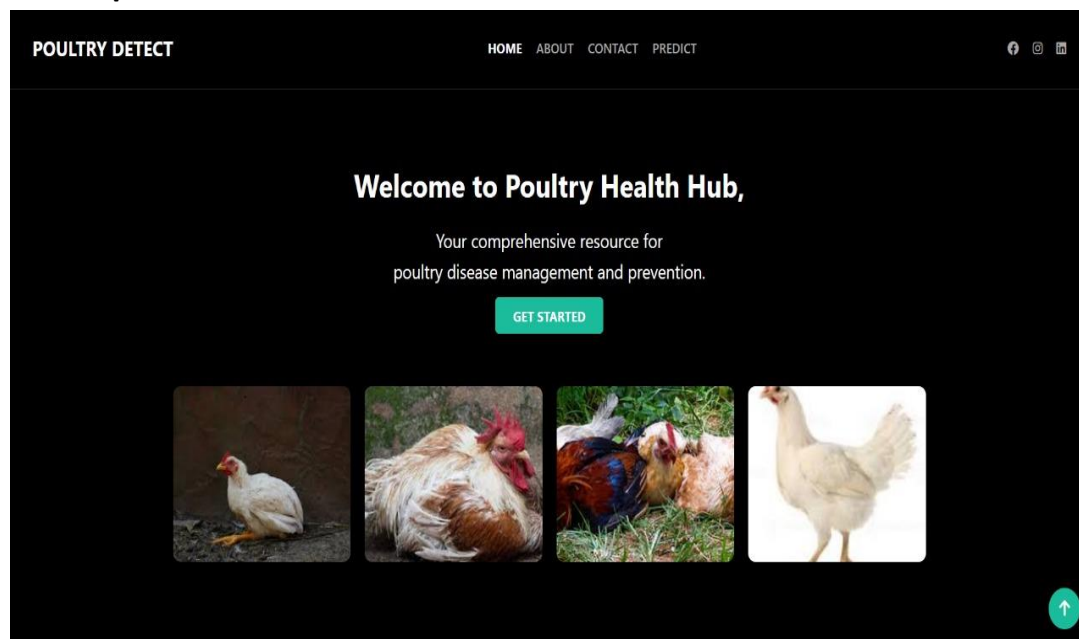 POULTRY DETECT
HOME ABOUT CONTACT PREDICT
Welcome to Poultry Health Hub,
Your comprehensive resource for
poultry disease management and prevention.
GET STARTED